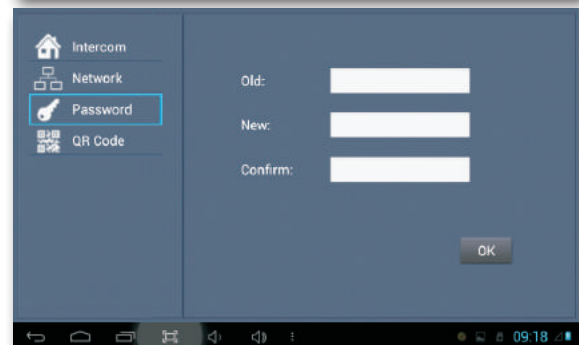 Intercom
Network
Password
QR Code
Old:
New:
Confirm:
OK
09:18